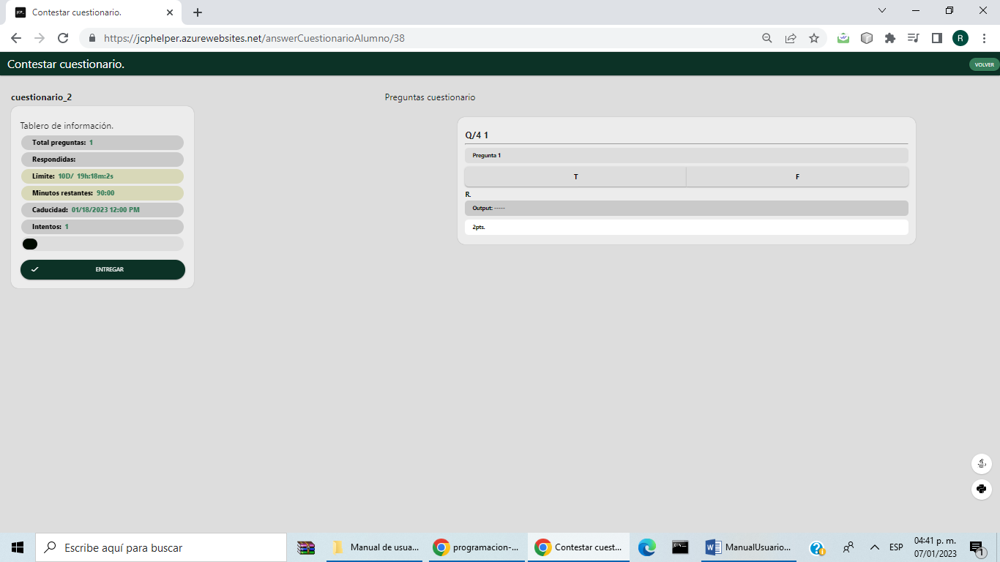 JCP_
Contestar cuestionario.
https://jcphelper.azurewebsites.net/answerCuestionarioAlumno/38
R
Contestar cuestionario.
VOLVER
cuestionario_2
Tablero de información.
Total preguntas: 1
Respondidas:
Limite: 10D/ 19h:18m:2s
Minutos restantes: 90:00
Caducidad: 01/18/2023 12:00 PM
Intentos: 1
ENTREGAR
Preguntas cuestionario
Q/4 1
Pregunta 1
T F
R.
Output: -----
2pts.
Escribe aquí para buscar
Manual de usua...
programacion-...
Contestar cuest...
ManualUsuario...
ESP
04:41 p. m.
07/01/2023
1